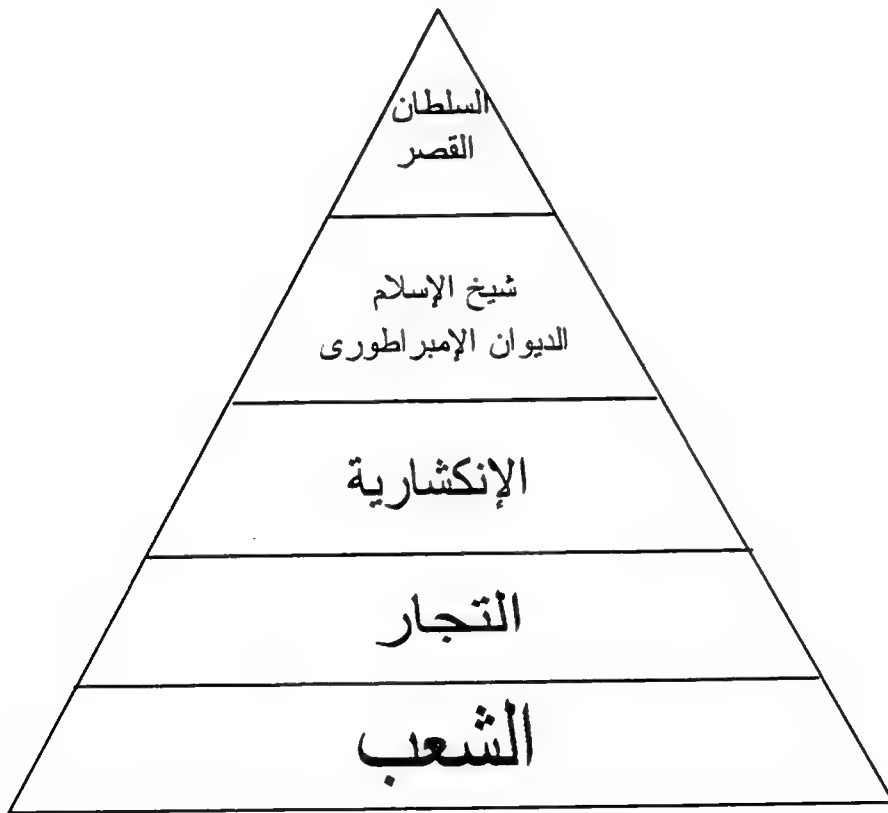 السلطان
القصر
شيخ الإسلام
الديوان الإمبراطورى
الإنكشارية
التجار
الشعب